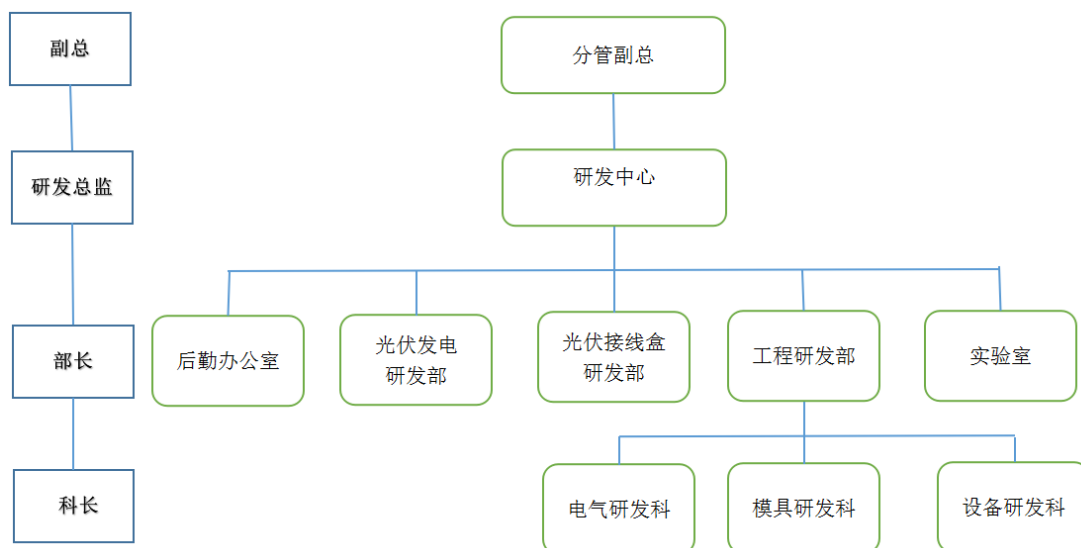 副总
分管副总
研发总监
研发中心
部长
后勤办公室
光伏发电
研发部
光伏接线盒
研发部
工程研发部
实验室
科长
电气研发科
模具研发科
设备研发科